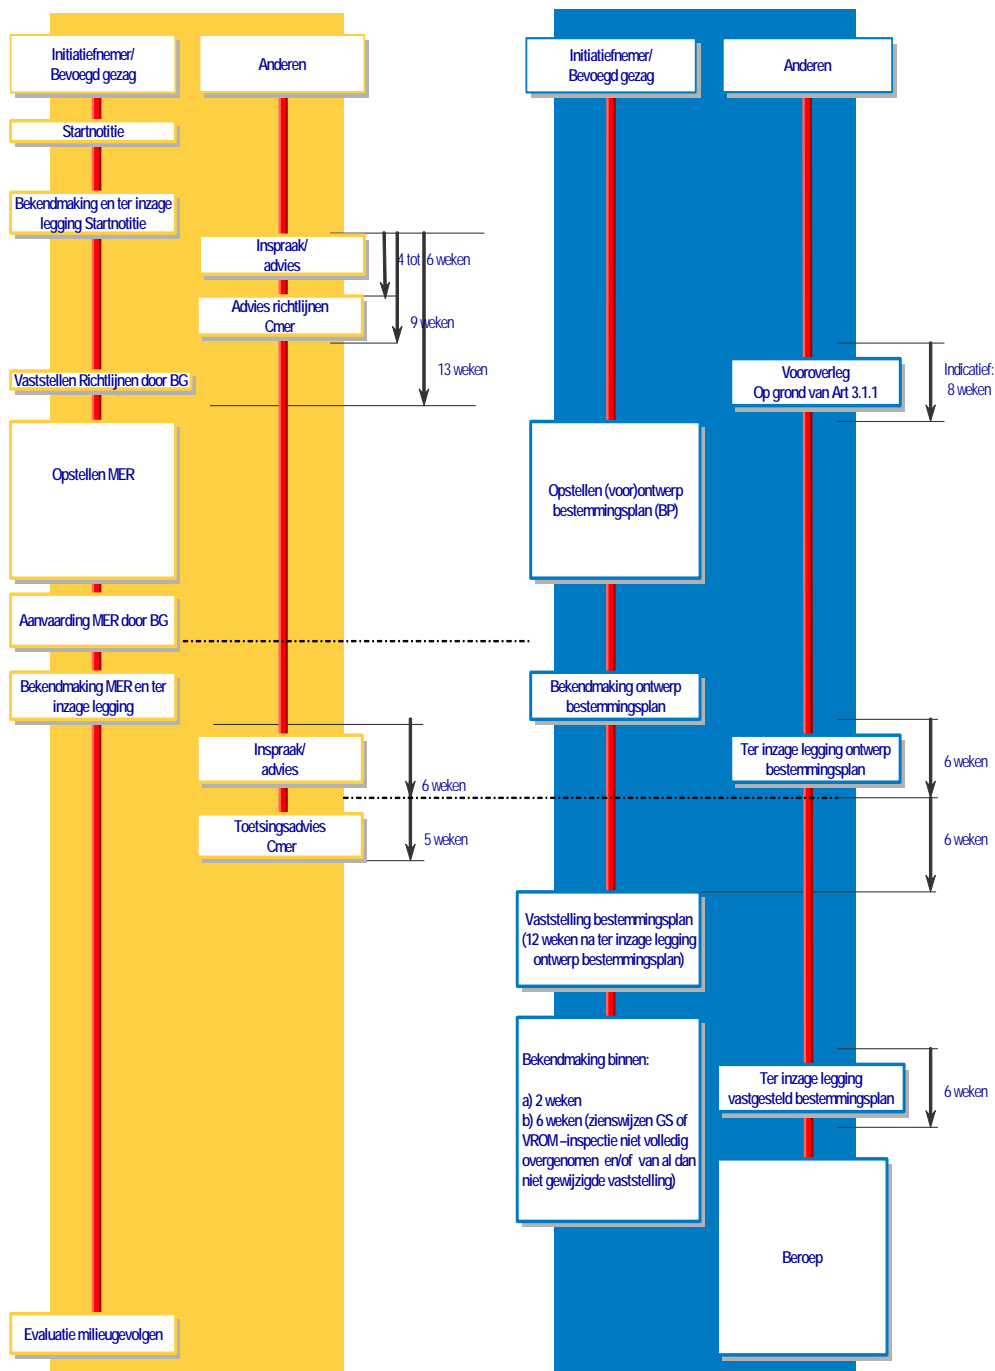 Initiatiefnemer/
Bevoegd gezag
Anderen
Startnotitie
Bekendmaking en ter inzage
legging Startnotitie
Inspraak/
advies
4 tot 6 weken
Advies richtlijnen
Cmer
9 weken
13 weken
Vaststellen Richtlijnen door BG
Opstellen MER
Aanvaarding MER door BG
Bekendmaking MER en ter
inzage legging
Inspraak/
advies
6 weken
Toetsingsadvies
Cmer
5 weken
Evaluatie milieugevolgen
Initiatiefnemer/
Bevoegd gezag
Anderen
Vooroverleg
Op grond van Art 3.1.1
Indicatief:
8 weken
Opstellen (voor)ontwerp
bestemmingsplan (BP)
Bekendmaking ontwerp
bestemmingsplan
Ter inzage legging ontwerp
bestemmingsplan
6 weken
6 weken
Vaststelling bestemmingsplan
(12 weken na ter inzage legging
ontwerp bestemmingsplan)
Bekendmaking binnen:
a) 2 weken
b) 6 weken (zienswijzen GS of
VROM –inspectie niet volledig
overgenomen en/of van al dan
niet gewijzigde vaststelling)
Ter inzage legging
vastgesteld bestemmingsplan
6 weken
Beroep